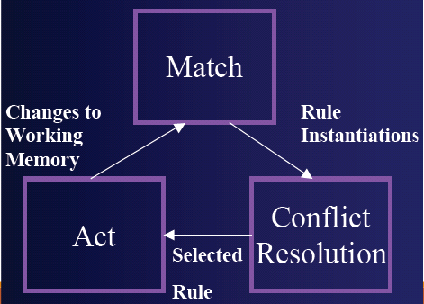 Match
Changes to
Working
Memory
Rule
Instantiations
Act
Selected
Rule
Conflict
Resolution